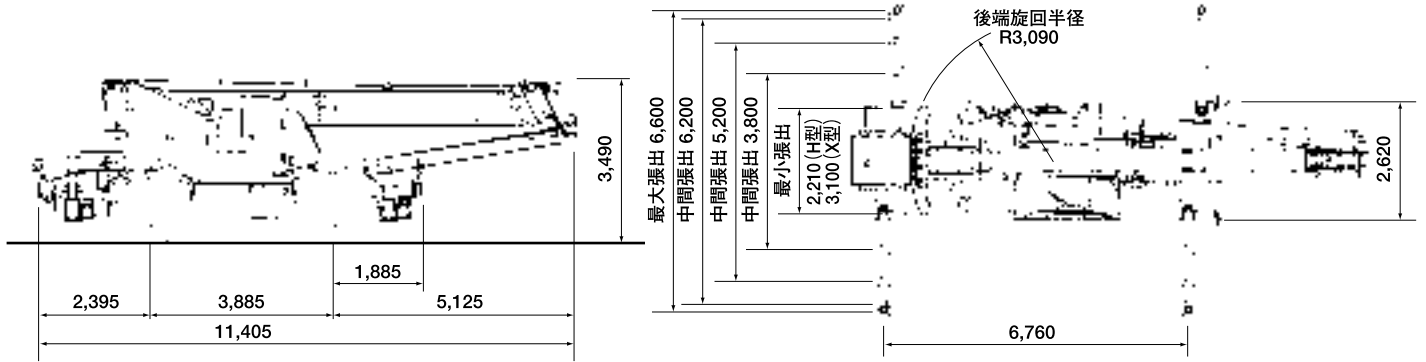 3,490
1,885
2,395
3,885
5,125
11,405
後端旋回半径
R3,090
最大張出 6,600
中間張出 6,200
中間張出 5,200
中間張出 3,800
最小張出
2,210(H型)
3,100(X型)
2,620
6,760